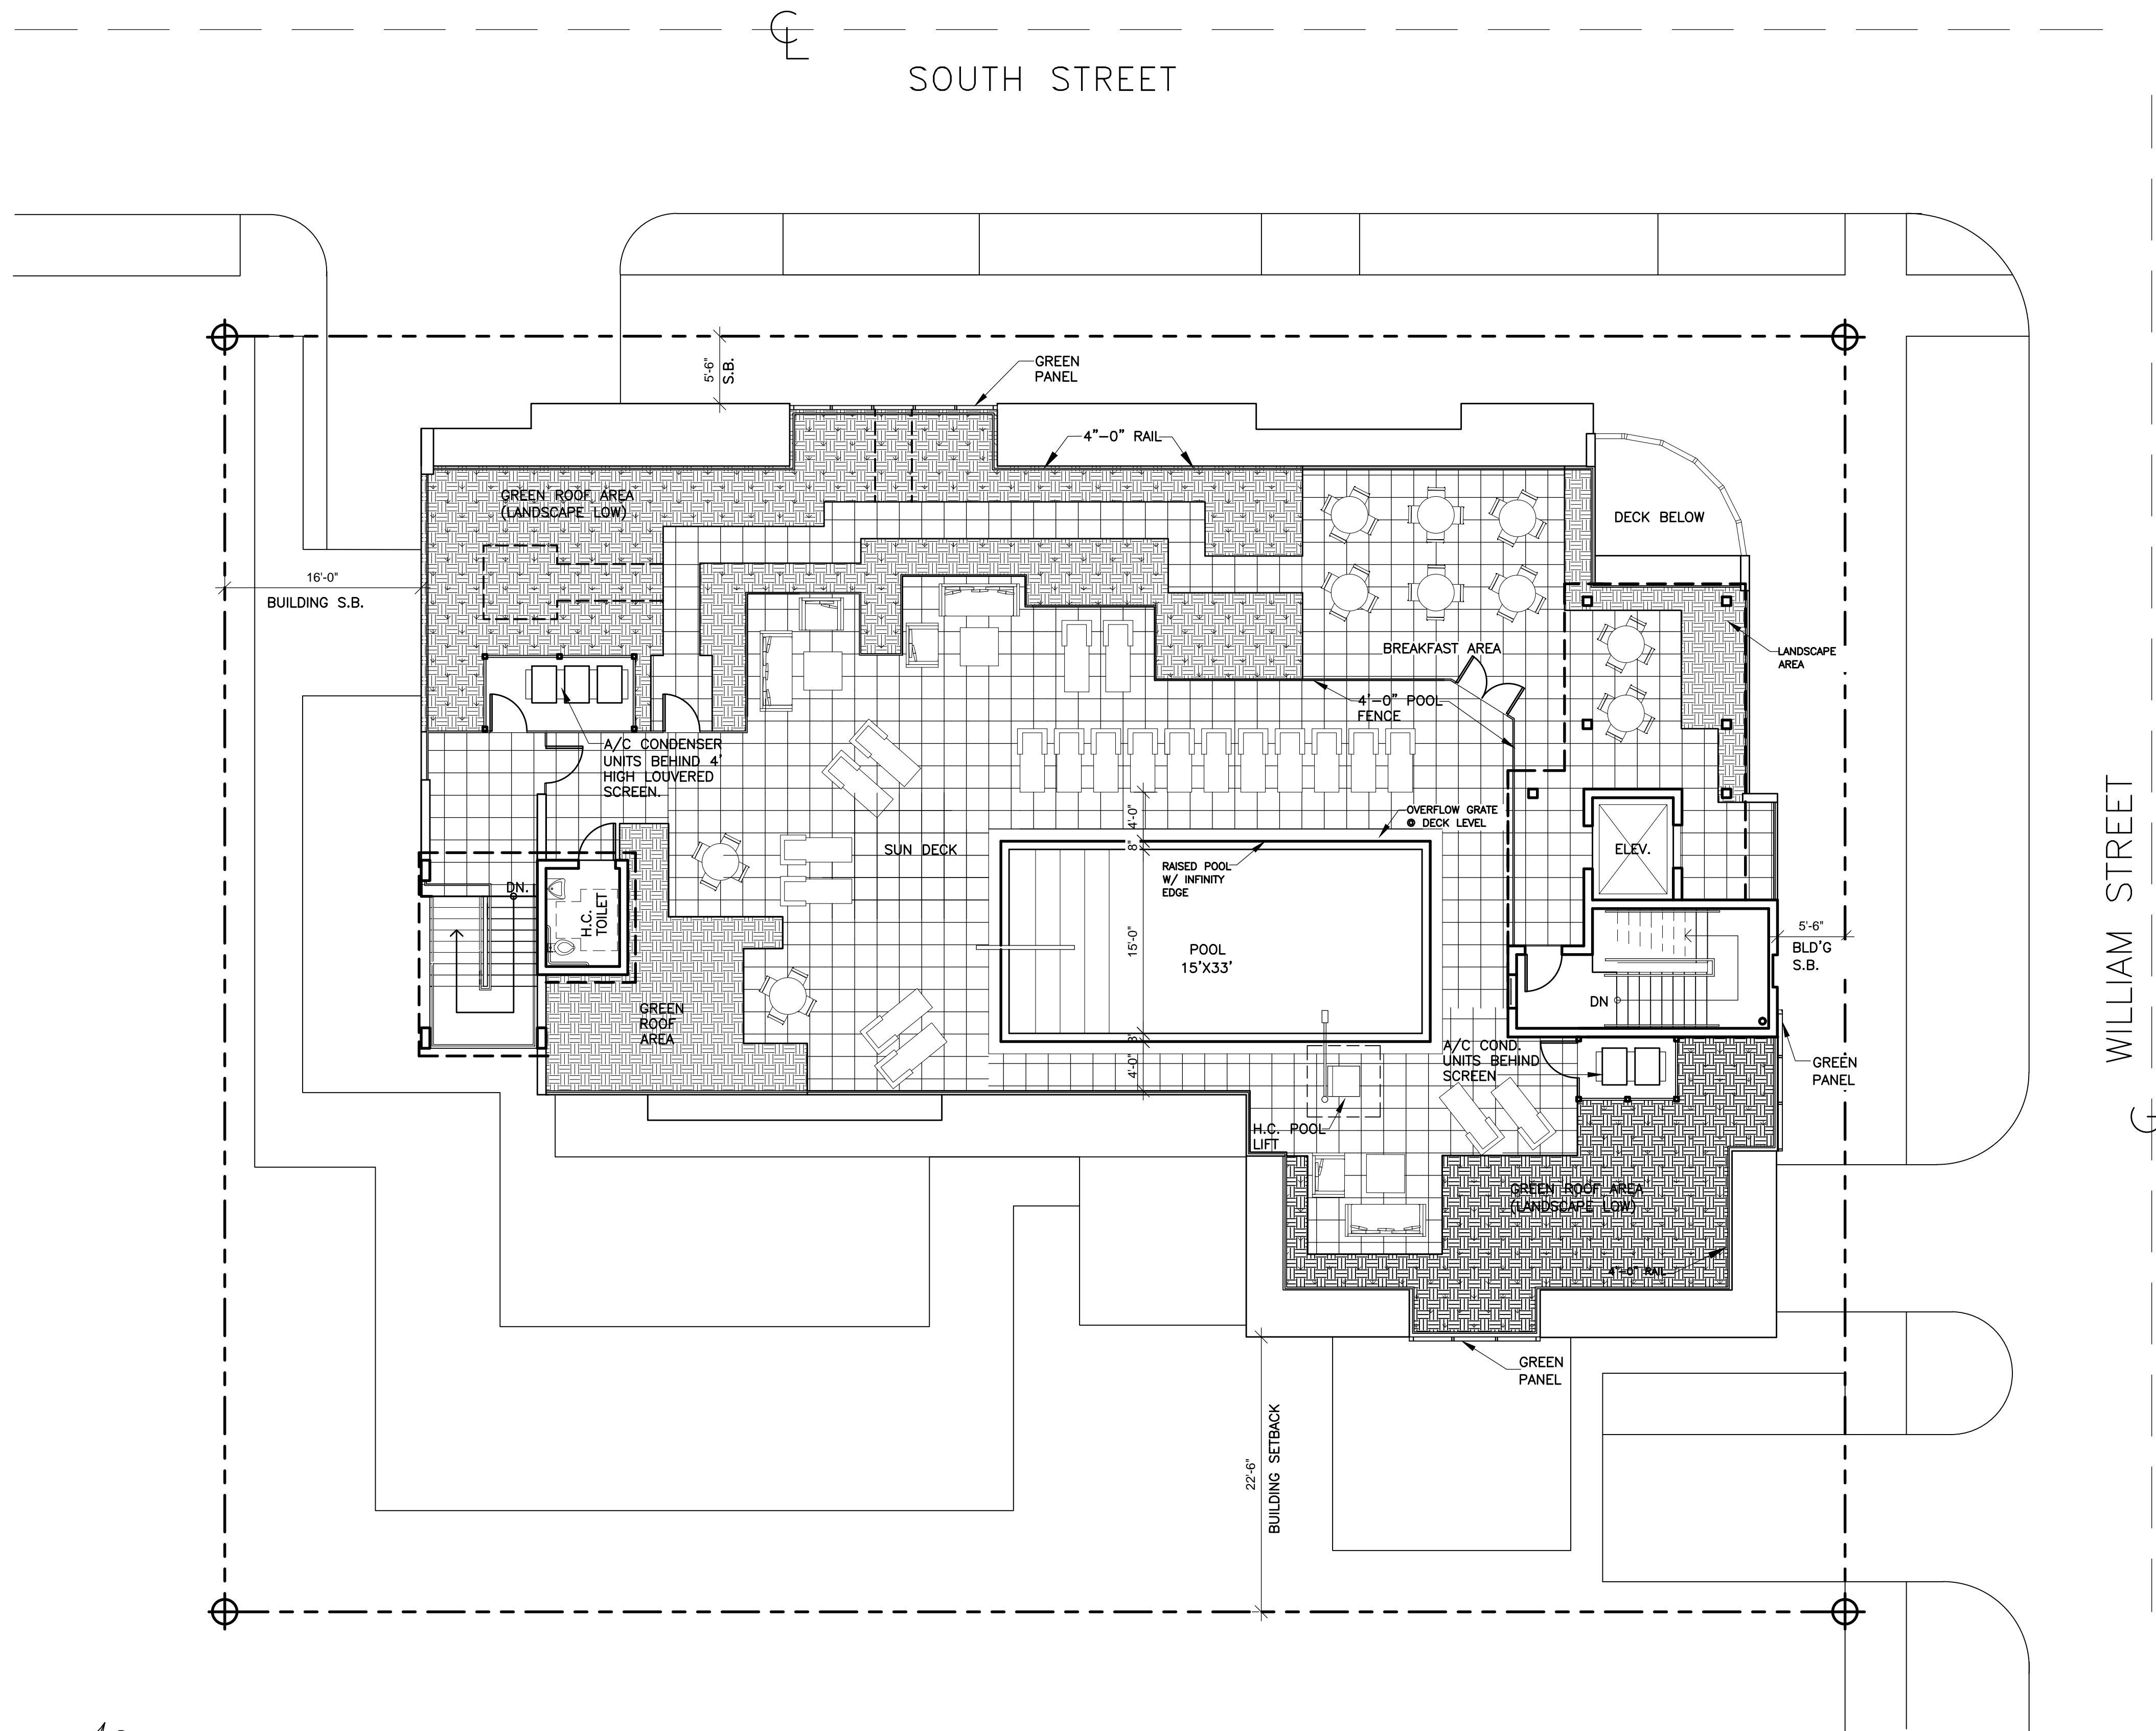 SOUTH STREET
GREEN
PANEL
5'-6"
S.B.
4"-0" RAIL
GREEN ROOF AREA
(LANDSCAPE LOW)
DECK BELOW
16'-0"
BUILDING S.B.
BREAKFAST AREA
LANDSCAPE
AREA
4'-0" POOL
FENCE
A/C CONDENSER
UNITS BEHIND 4'
HIGH LOUVERED
SCREEN.
4'-0"
OVERFLOW GRATE
@ DECK LEVEL
SUN DECK
8"
ELEV.
RAISED POOL
W/ INFINITY
EDGE
DN.
H.C.
TOILET
15'-0"
POOL
15'X33'
5'-6"
BLD'G
S.B.
WILLIAM STREET
DN
GREEN
ROOF
AREA
8"
4'-0"
A/C COND.
UNITS BEHIND
SCREEN
GREEN
PANEL
H.C. POOL
LIFT
GREEN ROOF AREA
(LANDSCAPE LOW)
4"-0" RAIL
GREEN
PANEL
22'-6"
BUILDING SETBACK